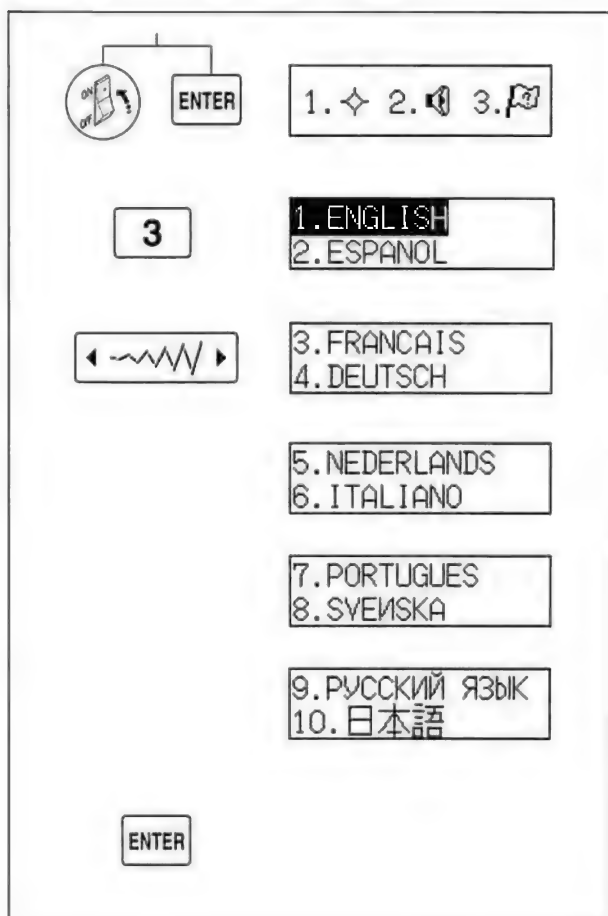 ON
OFF
ENTER
1. 2. 3. ?
3
1.ENGLISH
2.ESPANOL
3.FRANCAIS
4.DEUTSCH
5.NEDERLANDS
6.ITALIANO
7.PORTUGUES
8.SVEИSKA
9.РУССКИЙ ЯЗЫК
10.日本語
ENTER